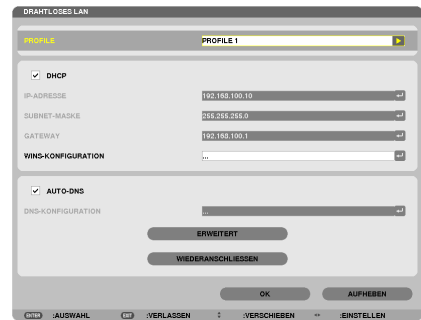 DRAHTLOSES LAN
PROFILE PROFILE 1
DHCP
IP-ADRESSE 192.168.100.10
SUBNET-MASKE 255.255.255.0
GATEWAY 192.168.100.1
WINS-KONFIGURATION ...
AUTO-DNS
DNS-KONFIGURATION ...
ERWEITERT
WIEDERANSCHLIESSEN
OK AUFHEBEN
ENTER :AUSWAHL EXIT :VERLASSEN :VERSCHIEBEN :EINSTELLEN